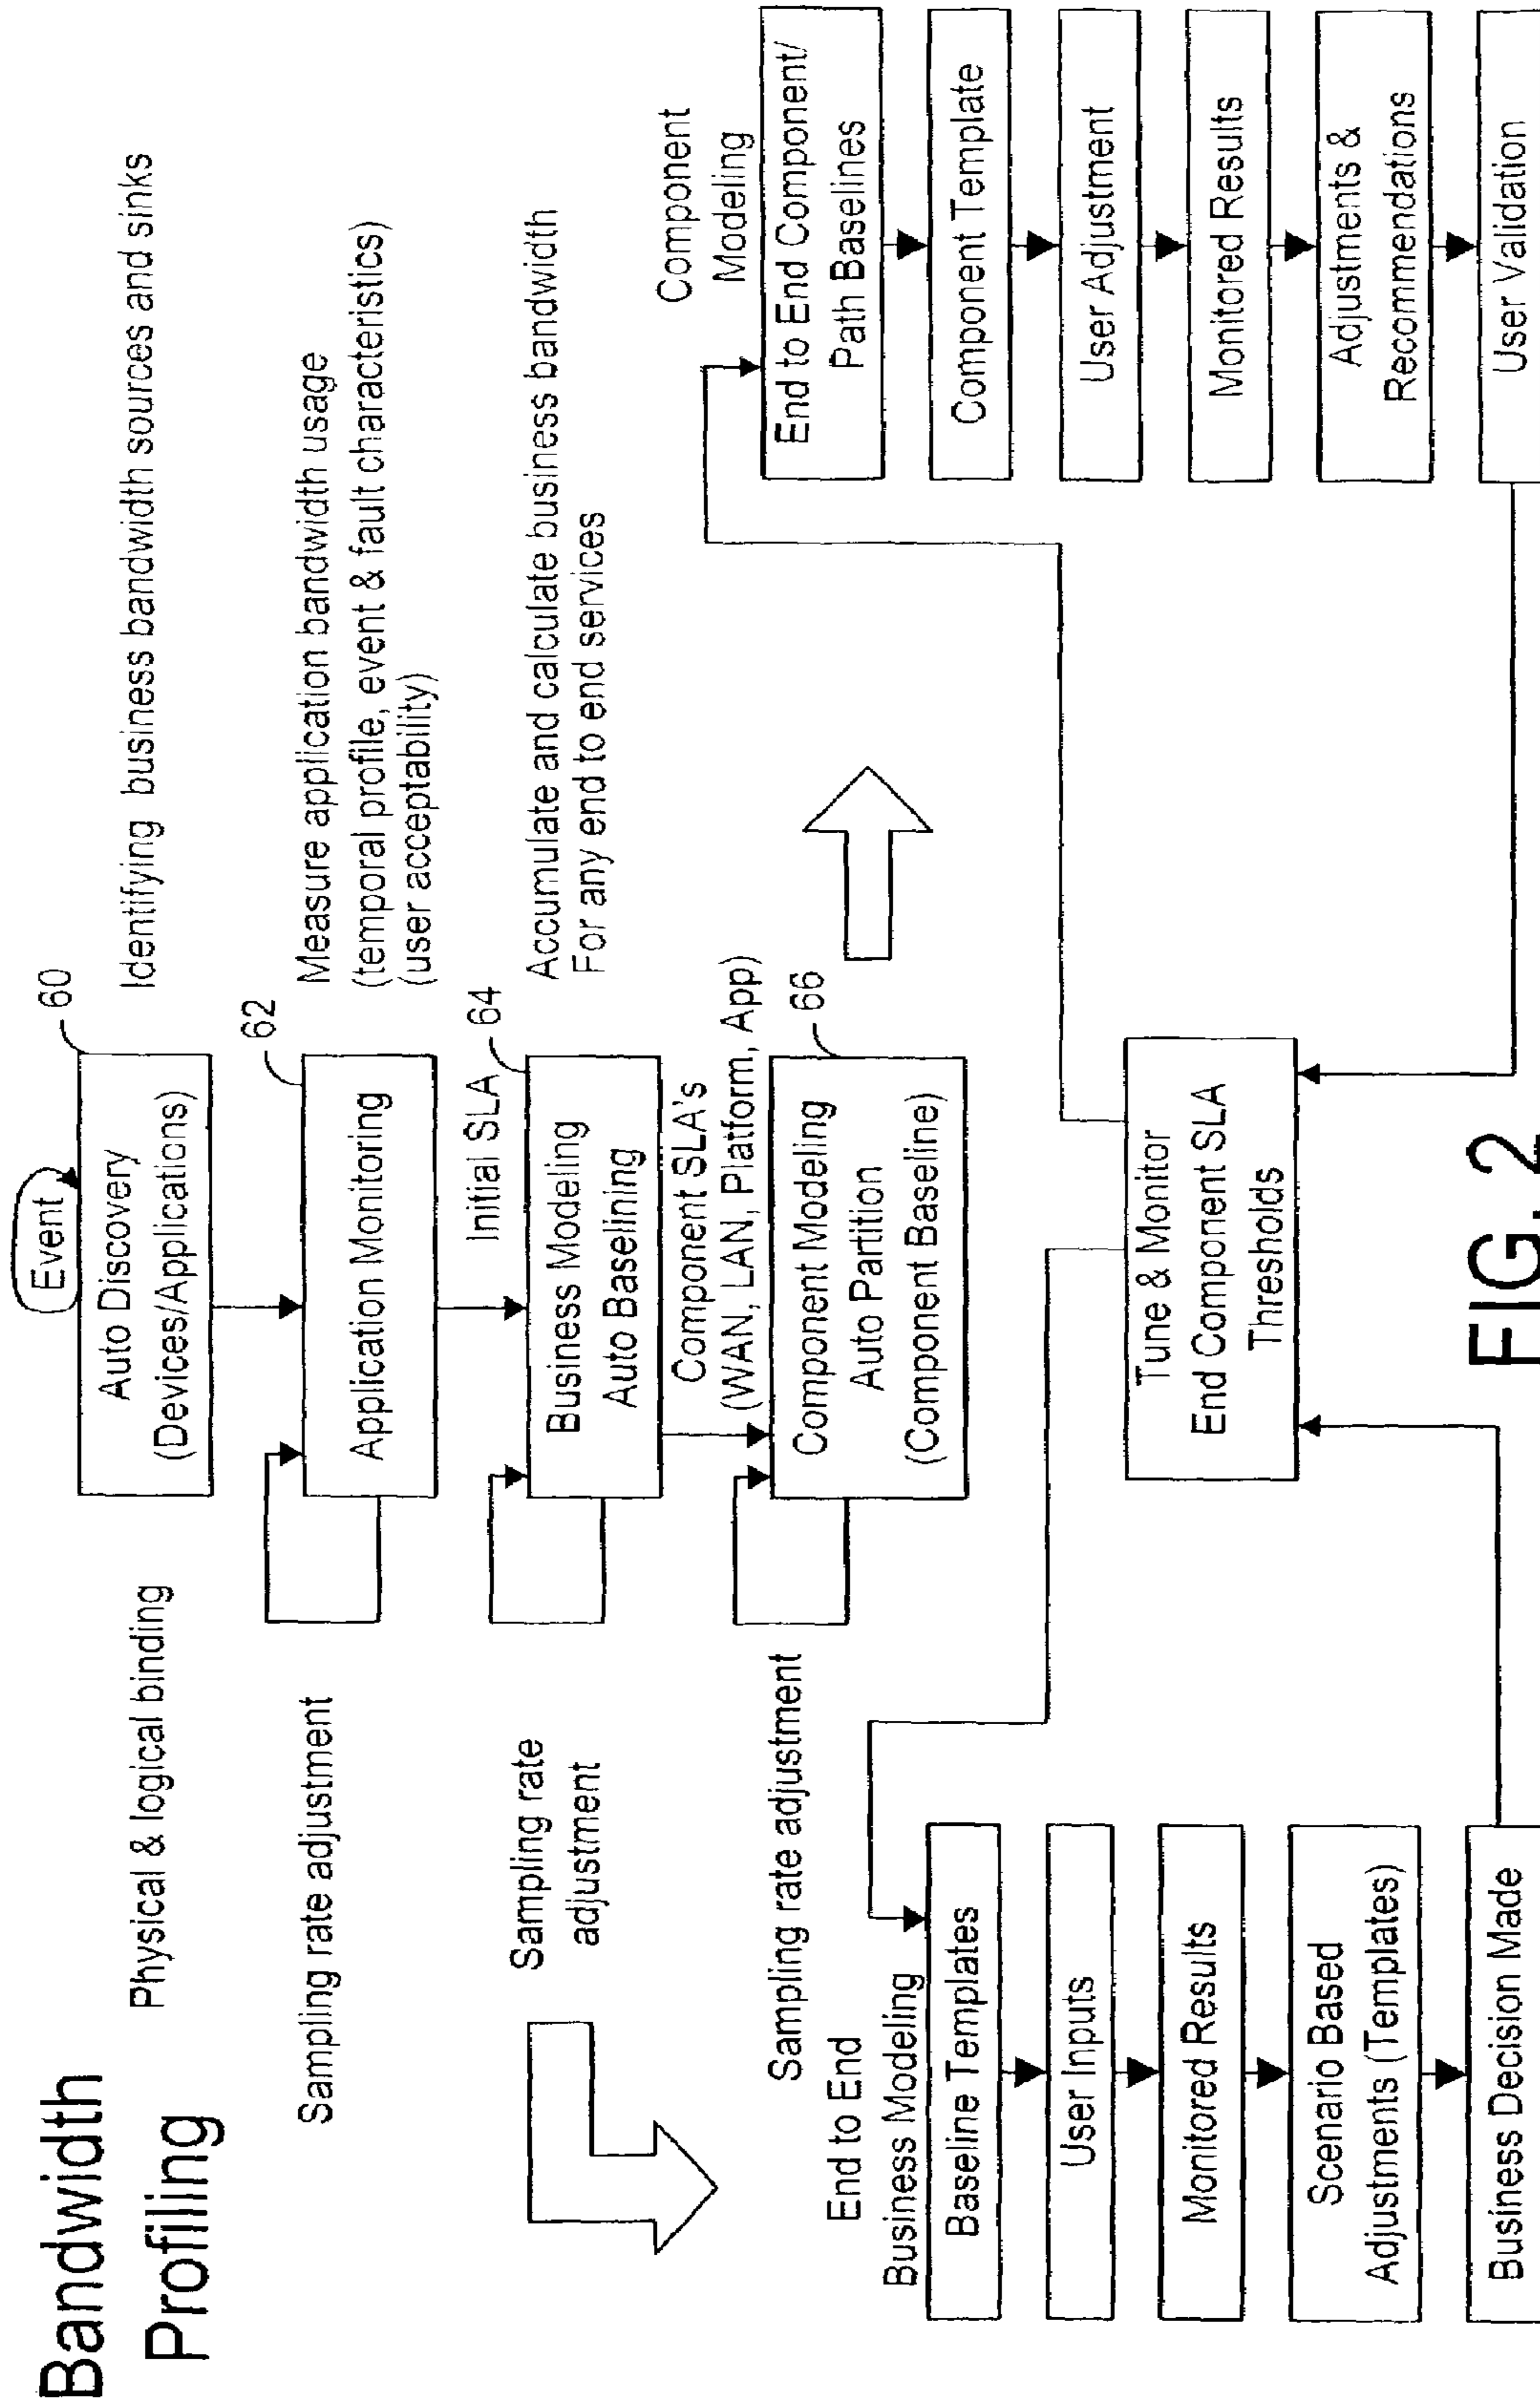 Bandwidth
Profiling
Event
60
Auto Discovery
(Devices/Applications)
Physical & logical binding
Identifying business bandwidth sources and sinks
62
Application Monitoring
Sampling rate adjustment
Measure application bandwidth usage
(temporal profile, event & fault characteristics)
(user acceptability)
Initial SLA
64
Business Modeling
Auto Baselining
Sampling rate
adjustment
Accumulate and calculate business bandwidth
For any end to end services
Component SLA's
(WAN, LAN, Platform, App)
66
Component Modeling
Auto Partition
(Component Baseline)
Sampling rate adjustment
End to End
Business Modeling
Baseline Templates
User Inputs
Monitored Results
Scenario Based
Adjustments (Templates)
Business Decision Made
Tune & Monitor
End Component SLA
Thresholds
Component
Modeling
End to End Component/
Path Baselines
Component Template
User Adjustment
Monitored Results
Adjustments &
Recommendations
User Validation
FIG. 2